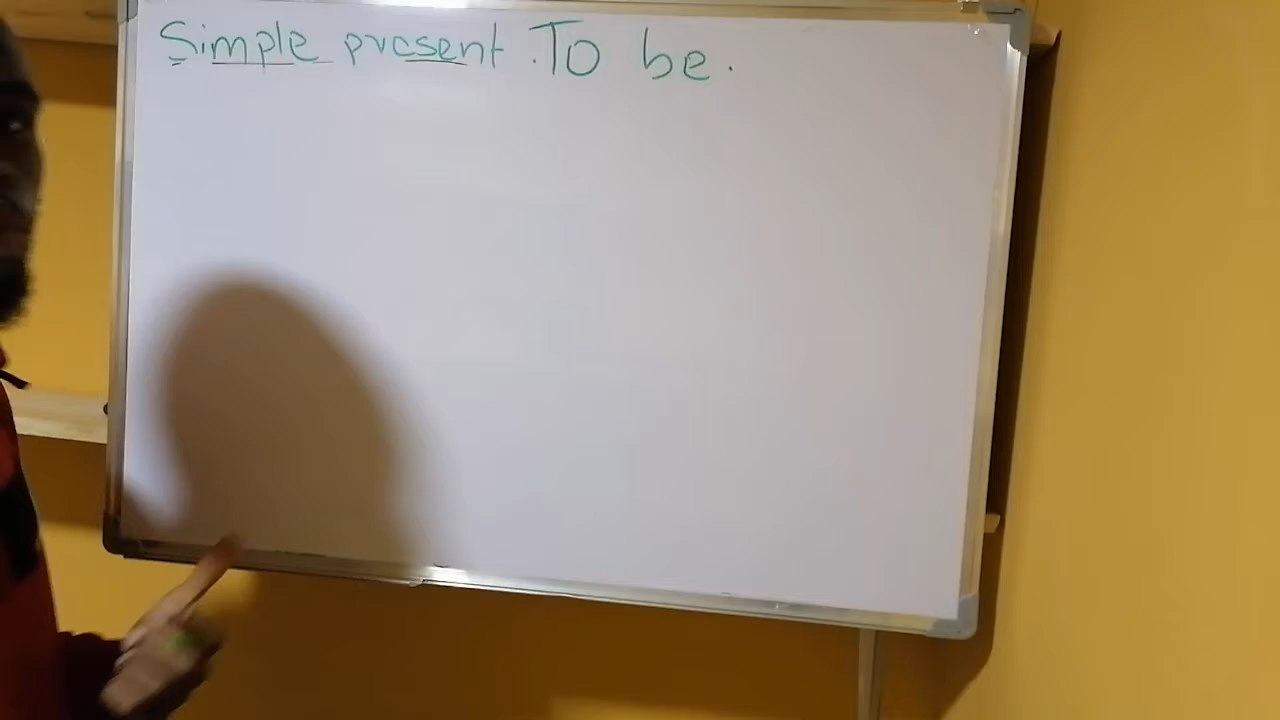 Simple present . To be .